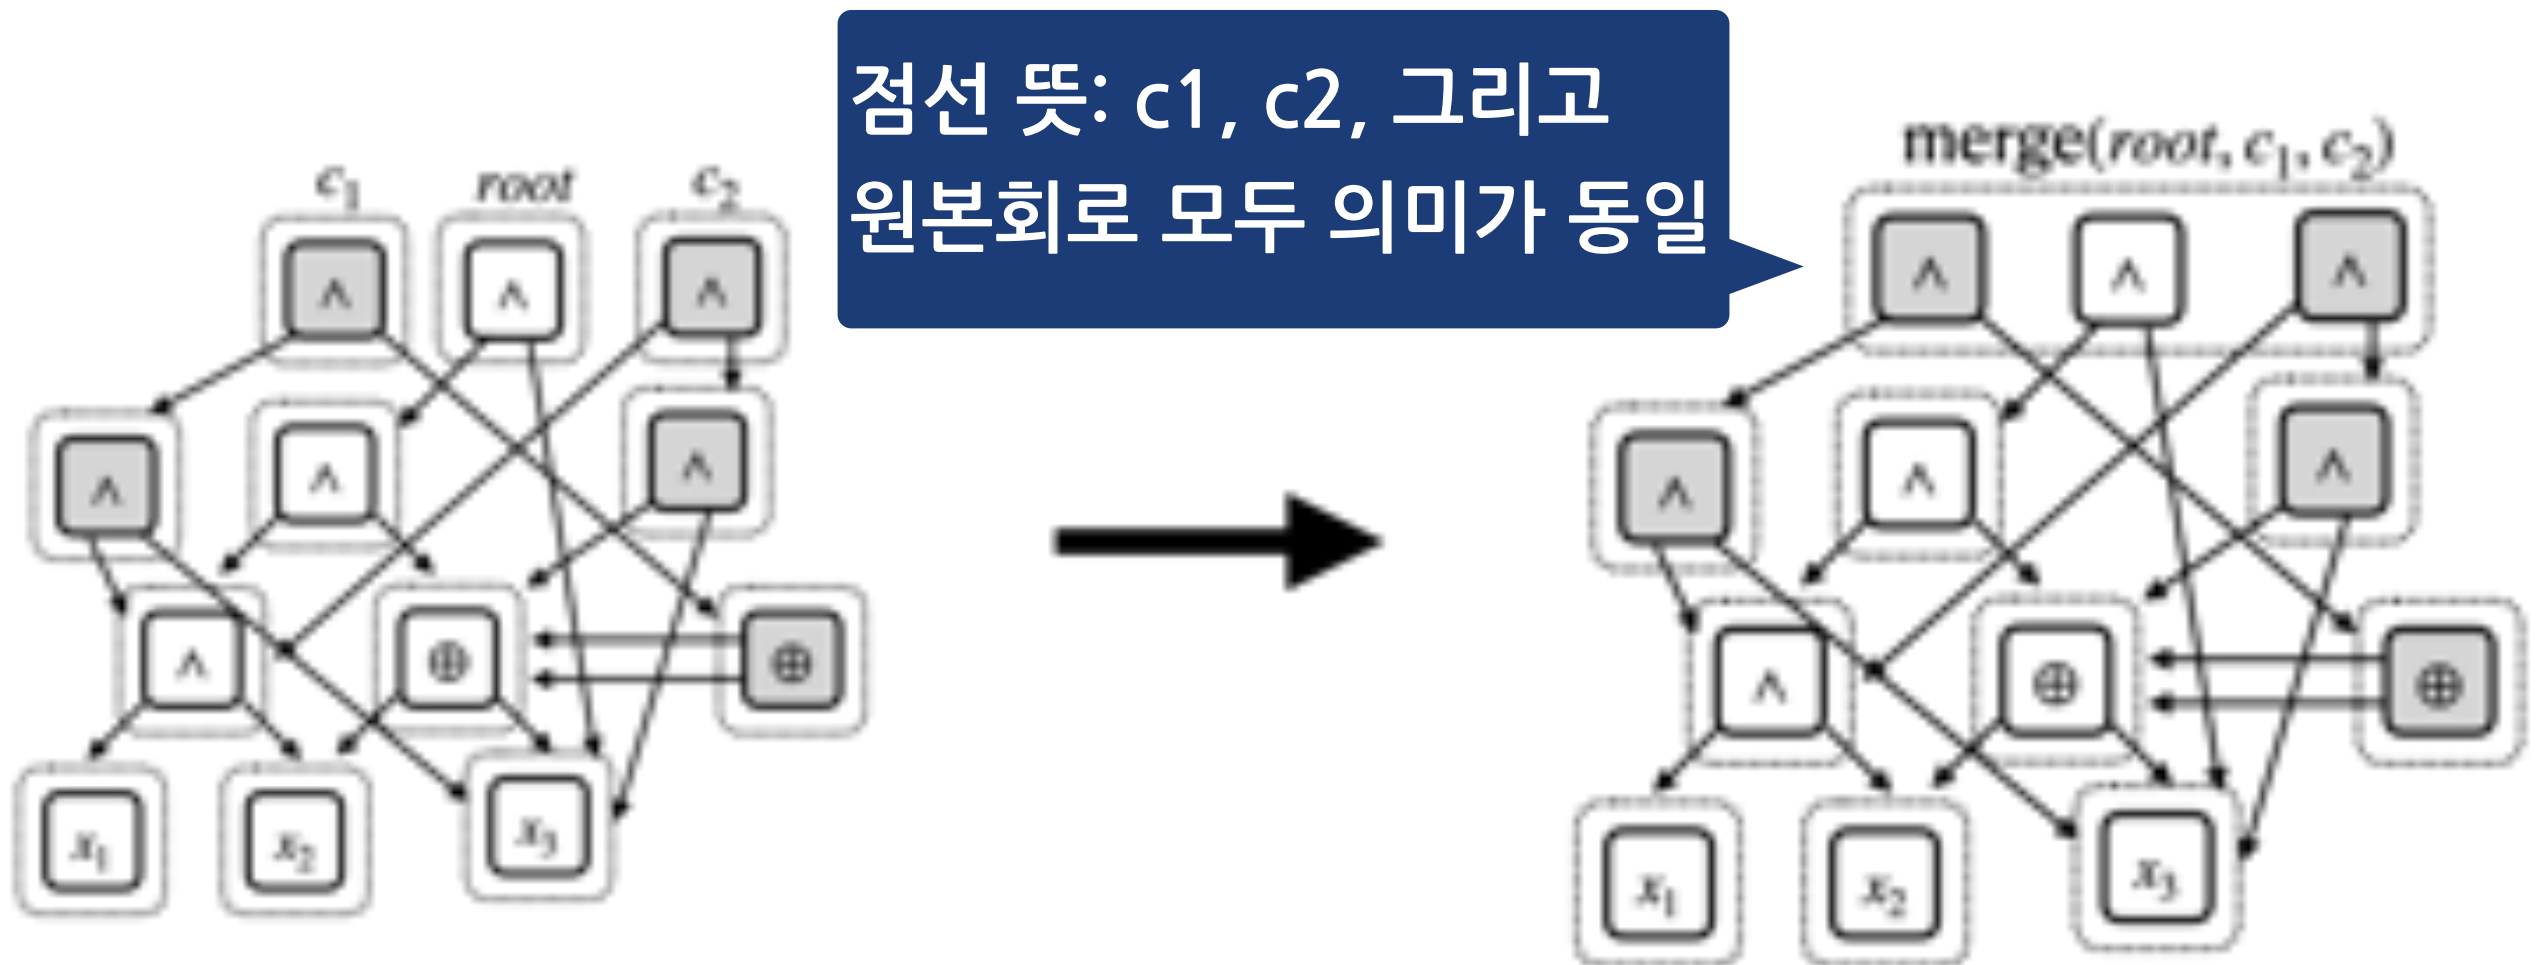 점선 뜻: c1, c2, 그리고
원본회로 모두 의미가 동일
c₁ root c₂
∧ ∧ ∧
∧ ∧ ∧
∧ ⊕ ⊕
x₁ x₂ x₃
merge(root, c₁, c₂)
∧ ∧ ∧
∧ ∧ ∧
∧ ⊕ ⊕
x₁ x₂ x₃